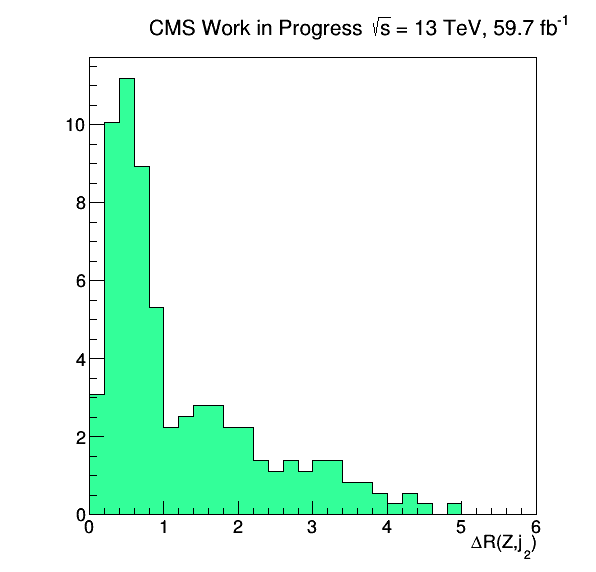 CMS Work in Progress √s = 13 TeV, 59.7 fb⁻¹
10
8
6
4
2
0
0 1 2 3 4 5 6
ΔR(Z,j₂)